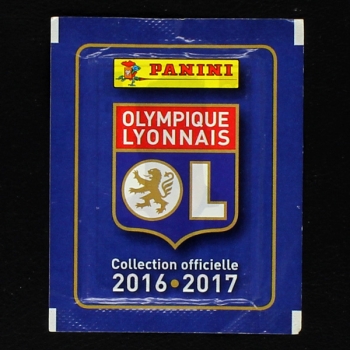 PANINI
OLYMPIQUE
LYONNAIS
OL
Collection officielle
2016 • 2017